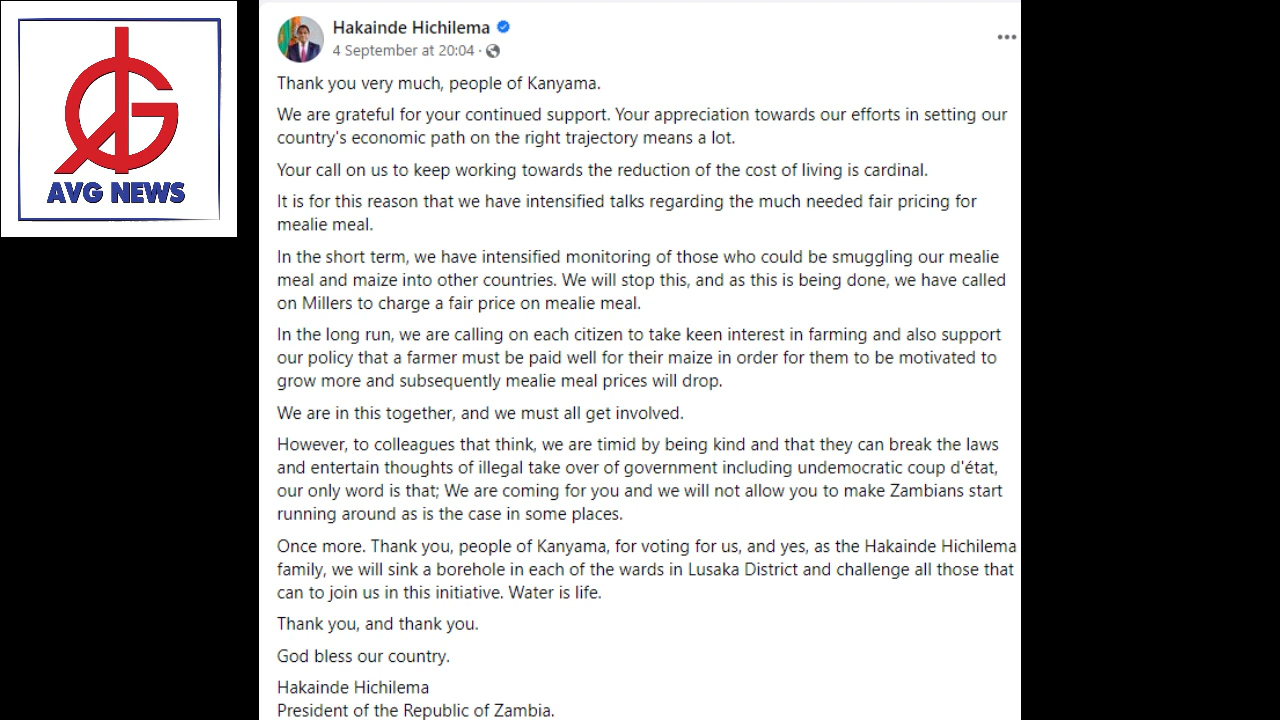 AVG NEWS
Hakainde Hichilema
4 September at 20:04 ·
Thank you very much, people of Kanyama.
We are grateful for your continued support. Your appreciation towards our efforts in setting our
country's economic path on the right trajectory means a lot.
Your call on us to keep working towards the reduction of the cost of living is cardinal.
It is for this reason that we have intensified talks regarding the much needed fair pricing for
mealie meal.
In the short term, we have intensified monitoring of those who could be smuggling our mealie
meal and maize into other countries. We will stop this, and as this is being done, we have called
on Millers to charge a fair price on mealie meal.
In the long run, we are calling on each citizen to take keen interest in farming and also support
our policy that a farmer must be paid well for their maize in order for them to be motivated to
grow more and subsequently mealie meal prices will drop.
We are in this together, and we must all get involved.
However, to colleagues that think, we are timid by being kind and that they can break the laws
and entertain thoughts of illegal take over of government including undemocratic coup d'état,
our only word is that; We are coming for you and we will not allow you to make Zambians start
running around as is the case in some places.
Once more. Thank you, people of Kanyama, for voting for us, and yes, as the Hakainde Hichilema
family, we will sink a borehole in each of the wards in Lusaka District and challenge all those that
can to join us in this initiative. Water is life.
Thank you, and thank you.
God bless our country.
Hakainde Hichilema
President of the Republic of Zambia.